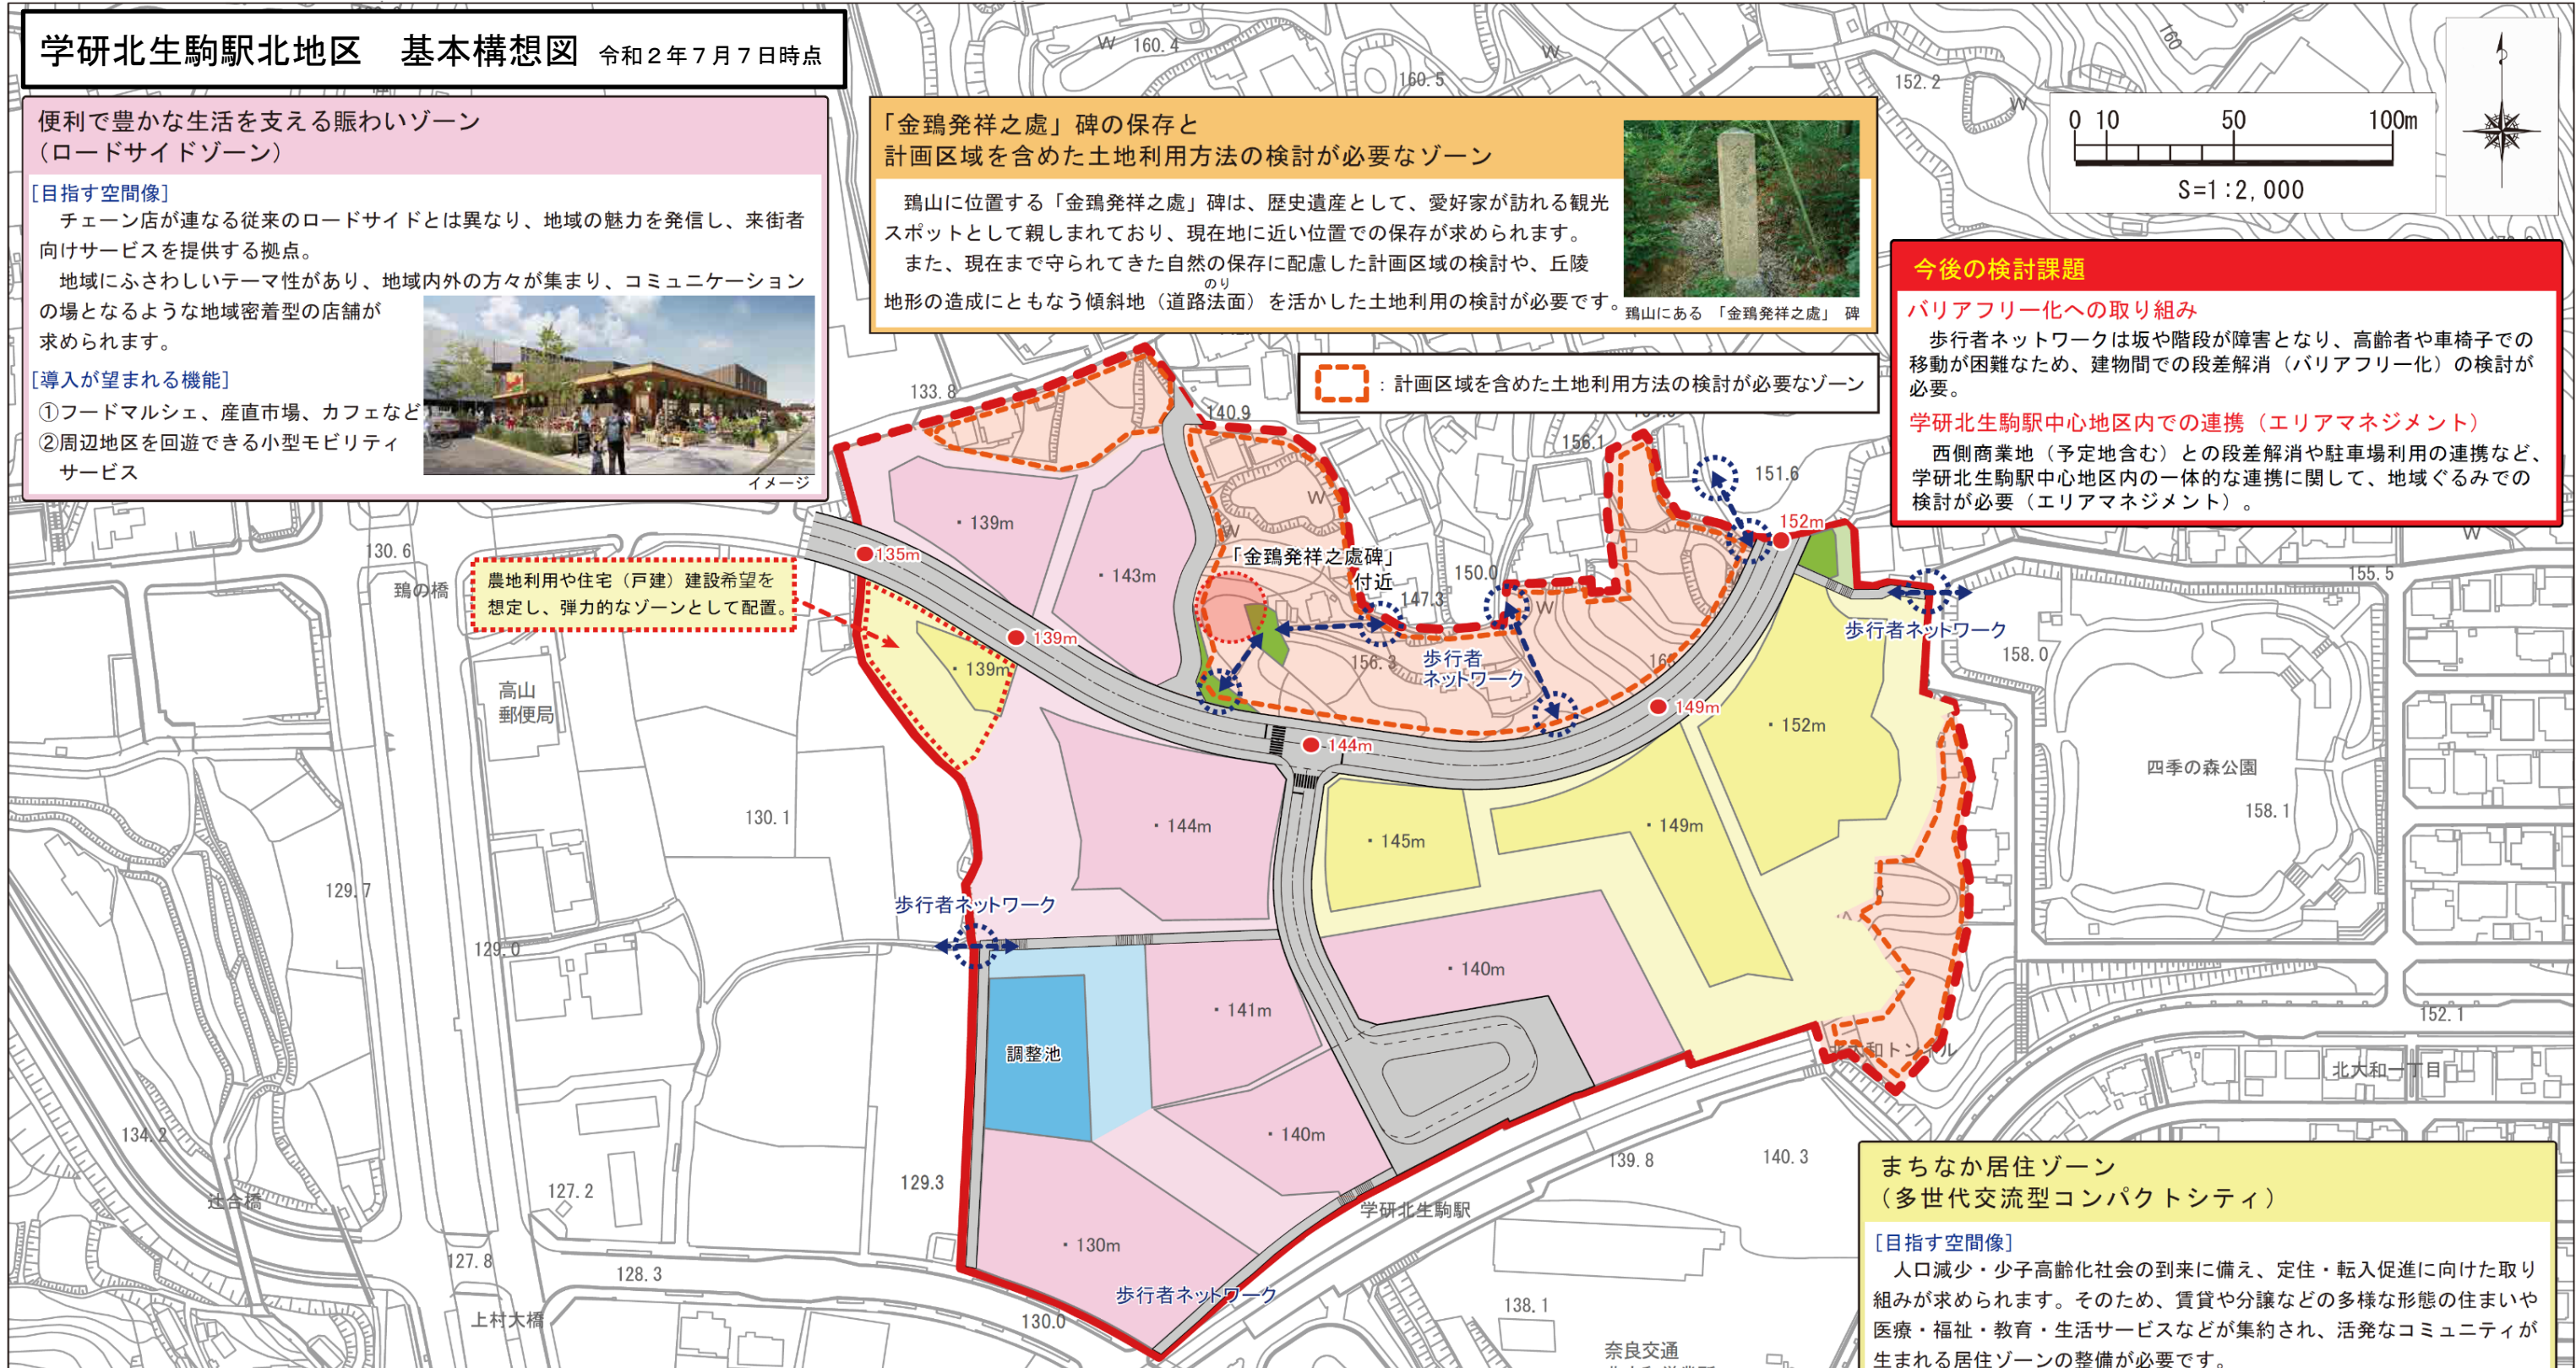 学研北生駒駅北地区　基本構想図 令和２年７月７日時点
便利で豊かな生活を支える賑わいゾーン
（ロードサイドゾーン）
[目指す空間像]
チェーン店が連なる従来のロードサイドとは異なり、地域の魅力を発信し、来街者
向けサービスを提供する拠点。
地域にふさわしいテーマ性があり、地域内外の方々が集まり、コミュニケーション
の場となるような地域密着型の店舗が
求められます。
[導入が望まれる機能]
①フードマルシェ、産直市場、カフェなど
②周辺地区を回遊できる小型モビリティ
サービス
イメージ
「金鵄発祥之處」碑の保存と
計画区域を含めた土地利用方法の検討が必要なゾーン
鵄山に位置する「金鵄発祥之處」碑は、歴史遺産として、愛好家が訪れる観光
スポットとして親しまれており、現在地に近い位置での保存が求められます。
また、現在まで守られてきた自然の保存に配慮した計画区域の検討や、丘陵
のり
地形の造成にともなう傾斜地（道路法面）を活かした土地利用の検討が必要です。
鵄山にある 「金鵄発祥之處」 碑
0 10 50 100m
S=1:2,000
今後の検討課題
バリアフリー化への取り組み
歩行者ネットワークは坂や階段が障害となり、高齢者や車椅子での
移動が困難なため、建物間での段差解消（バリアフリー化）の検討が
必要。
学研北生駒駅中心地区内での連携（エリアマネジメント）
西側商業地（予定地含む）との段差解消や駐車場利用の連携など、
学研北生駒駅中心地区内の一体的な連携に関して、地域ぐるみでの
検討が必要（エリアマネジメント）。
：計画区域を含めた土地利用方法の検討が必要なゾーン
農地利用や住宅（戸建）建設希望を
想定し、弾力的なゾーンとして配置。
W
160.4
160.5
W
152.2
W
160
133.8
140.9
156.1
151.6
152m
・139m
W
W
130.6
135m
「金鵄発祥之處碑」
付近
・143m
150.0
147.3
W
W
155.5
鵄の橋
139m
歩行者ネットワーク
158.0
・139m
156.3
歩行者
ネットワーク
高山
郵便局
149m
・152m
144m
四季の森公園
130.1
・144m
・145m
・149m
158.1
129.7
歩行者ネットワーク
129.0
・140m
・141m
152.1
調整池
北大和トンネル
北大和一丁目
134.2
・140m
139.8
140.3
辻合橋
127.2
129.3
学研北生駒駅
・130m
127.8
128.3
歩行者ネットワーク
138.1
上村大橋
130.0
奈良交通
まちなか居住ゾーン
（多世代交流型コンパクトシティ）
[目指す空間像]
人口減少・少子高齢化社会の到来に備え、定住・転入促進に向けた取り
組みが求められます。そのため、賃貸や分譲などの多様な形態の住まいや
医療・福祉・教育・生活サービスなどが集約され、活発なコミュニティが
生まれる居住ゾーンの整備が必要です。